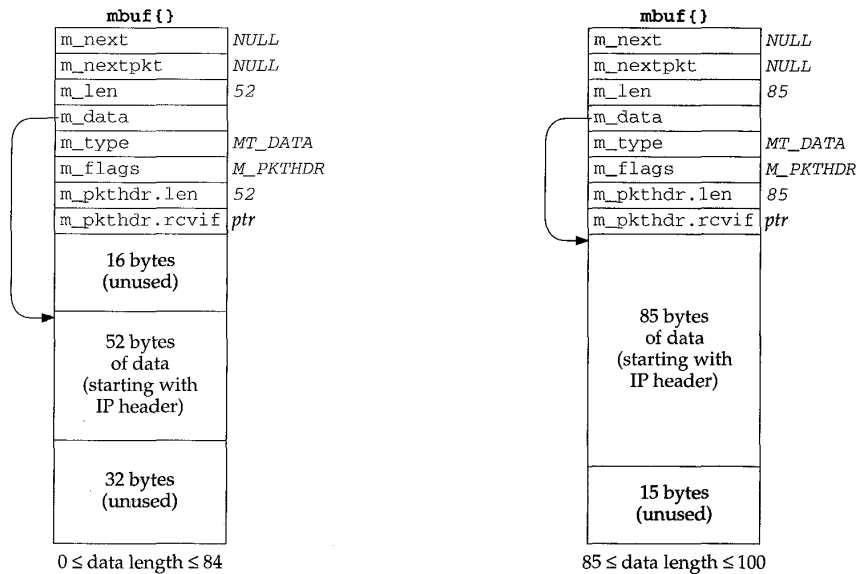 mbuf{}
m_next NULL
m_nextpkt NULL
m_len 52
m_data
m_type MT_DATA
m_flags M_PKTHDR
m_pkthdr.len 52
m_pkthdr.rcvif ptr
16 bytes
(unused)
52 bytes
of data
(starting with
IP header)
32 bytes
(unused)
0 ≤ data length ≤ 84
mbuf{}
m_next NULL
m_nextpkt NULL
m_len 85
m_data
m_type MT_DATA
m_flags M_PKTHDR
m_pkthdr.len 85
m_pkthdr.rcvif ptr
85 bytes
of data
(starting with
IP header)
15 bytes
(unused)
85 ≤ data length ≤ 100